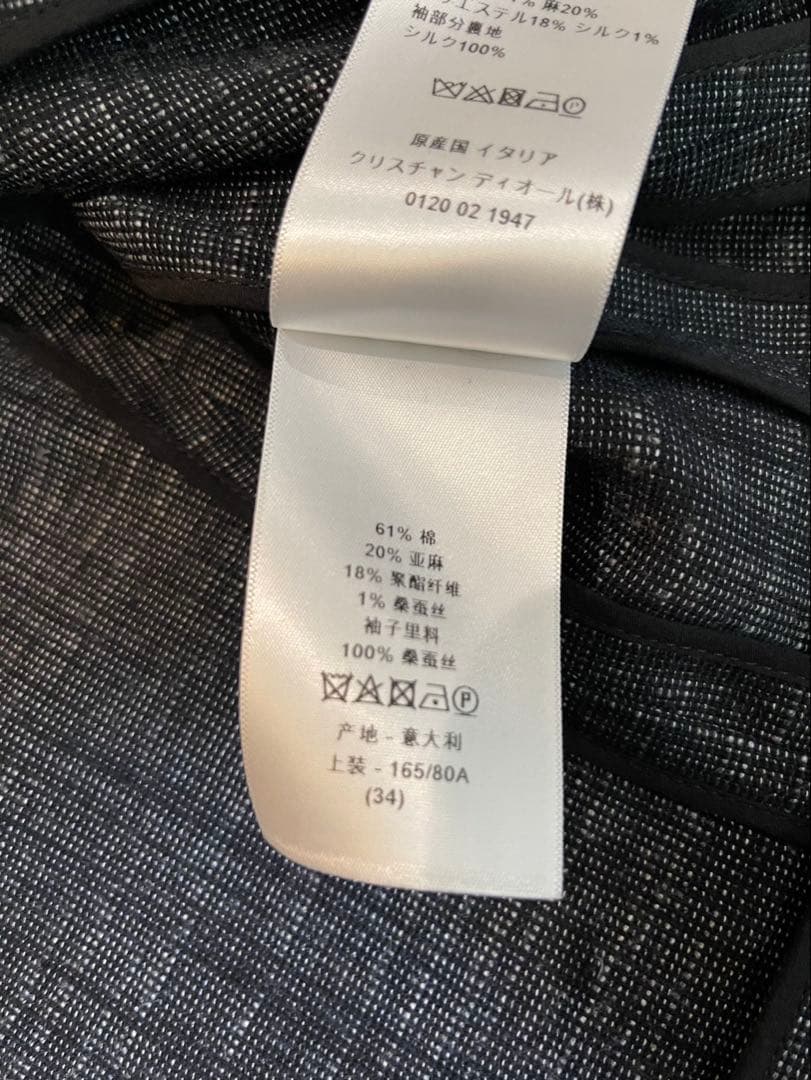 % 麻20%
エステル18% シルク1%
袖部分裏地
シルク100%
P
原産国 イタリア
クリスチャン ディオール(株)
0120 02 1947
61% 棉
20% 亚麻
18% 聚酯纤维
1% 桑蚕丝
袖子里料
100% 桑蚕丝
P
产地 - 意大利
上装 - 165/80A
(34)